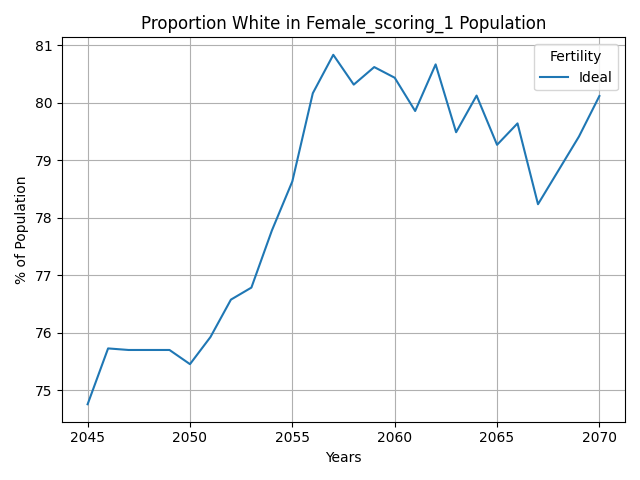 Proportion White in Female_scoring_1 Population
Fertility
Ideal
81
80
79
78
77
76
75
% of Population
2045 2050 2055 2060 2065 2070
Years